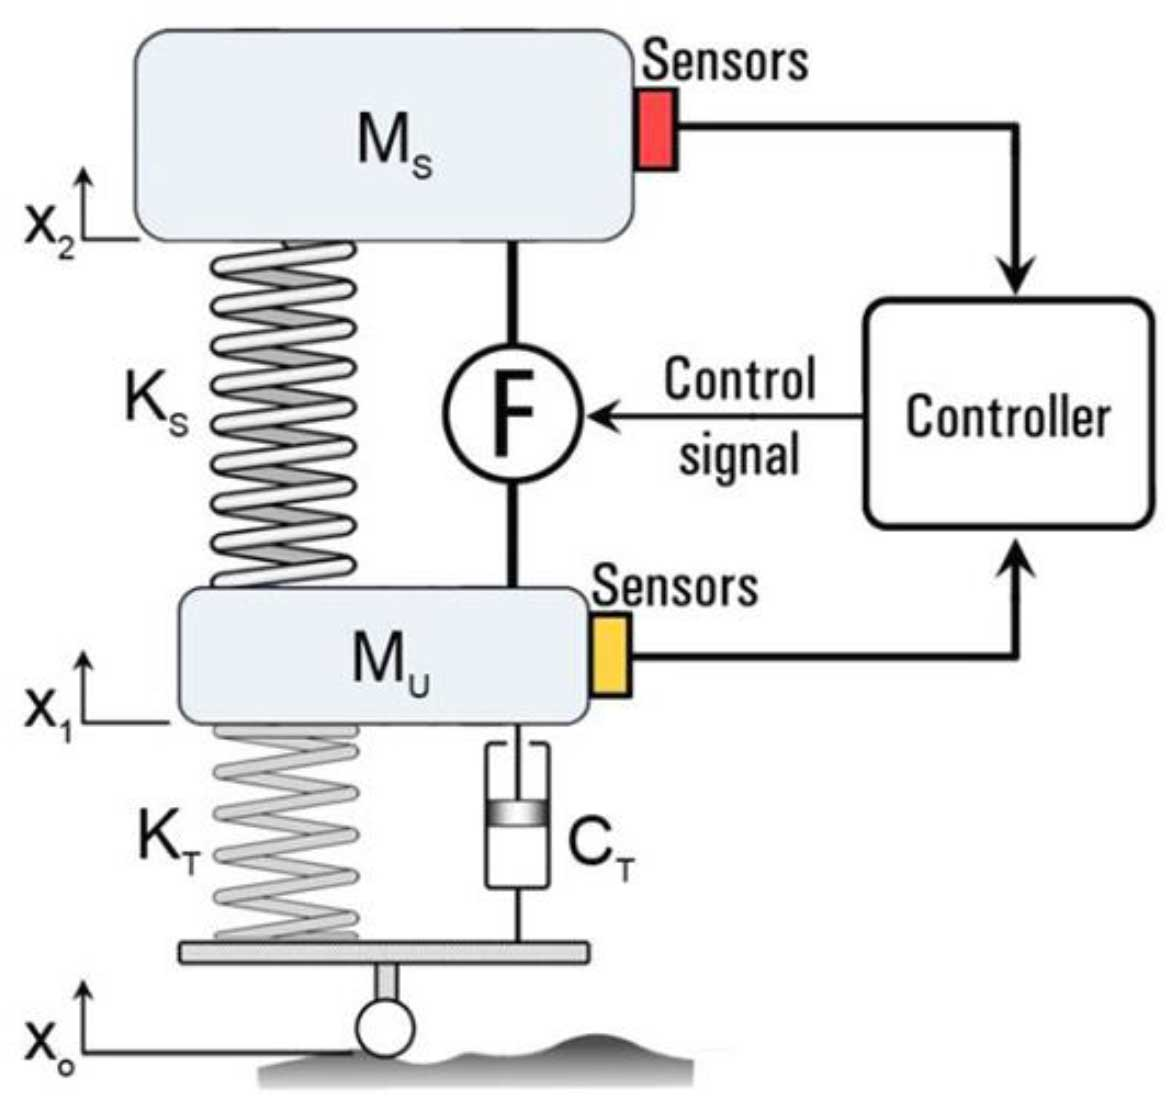 Sensors
M_S
X_2
K_S
F
Control
signal
Controller
Sensors
M_U
X_1
K_T
C_T
X_o